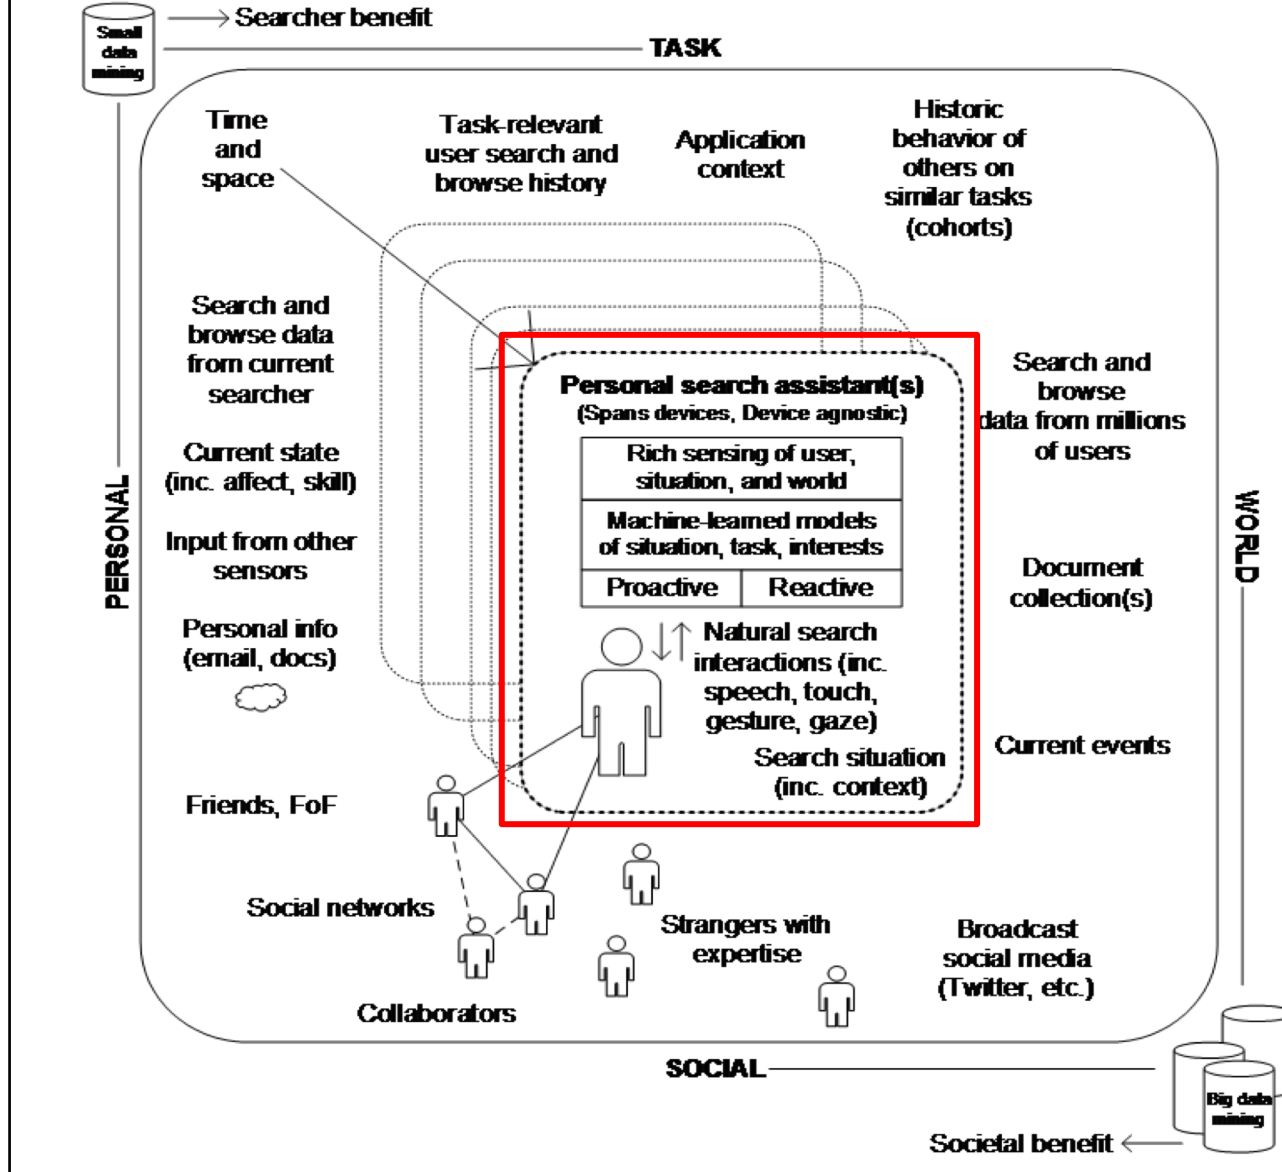 Small
data
mining
Searcher benefit
TASK
Time
and
space
Task-relevant
user search and
browse history
Application
context
Historic
behavior of
others on
similar tasks
(cohorts)
PERSONAL
Search and
browse data
from current
searcher
Current state
(inc. affect, skill)
Input from other
sensors
Personal info
(email, docs)
Personal search assistant(s)
(Spans devices, Device agnostic)
Rich sensing of user,
situation, and world
Machine-learned models
of situation, task, interests
Proactive
Reactive
Natural search
interactions (inc.
speech, touch,
gesture, gaze)
Search situation
(inc. context)
Search and
browse
data from millions
of users
WORLD
Document
collection(s)
Current events
Friends, FoF
Social networks
Collaborators
Strangers with
expertise
Broadcast
social media
(Twitter, etc.)
SOCIAL
Big data
mining
Societal benefit